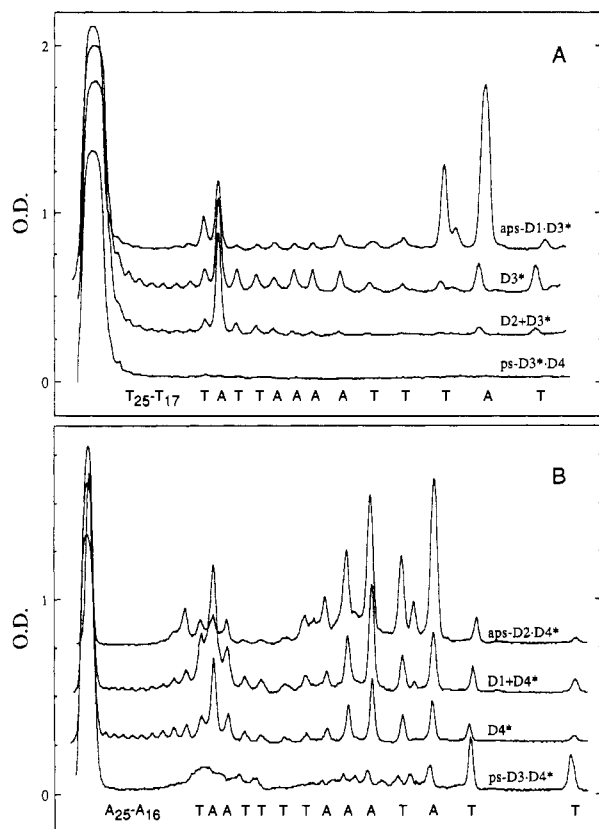 A
2
1
0
O.D.
aps-D1·D3*
D3*
D2+D3*
ps-D3*·D4
T25-T17 T A T T A A A A T T T A T
B
1
0
O.D.
aps-D2·D4*
D1+D4*
D4*
ps-D3·D4*
A25-A16 T A A T T T T A A A T A T T